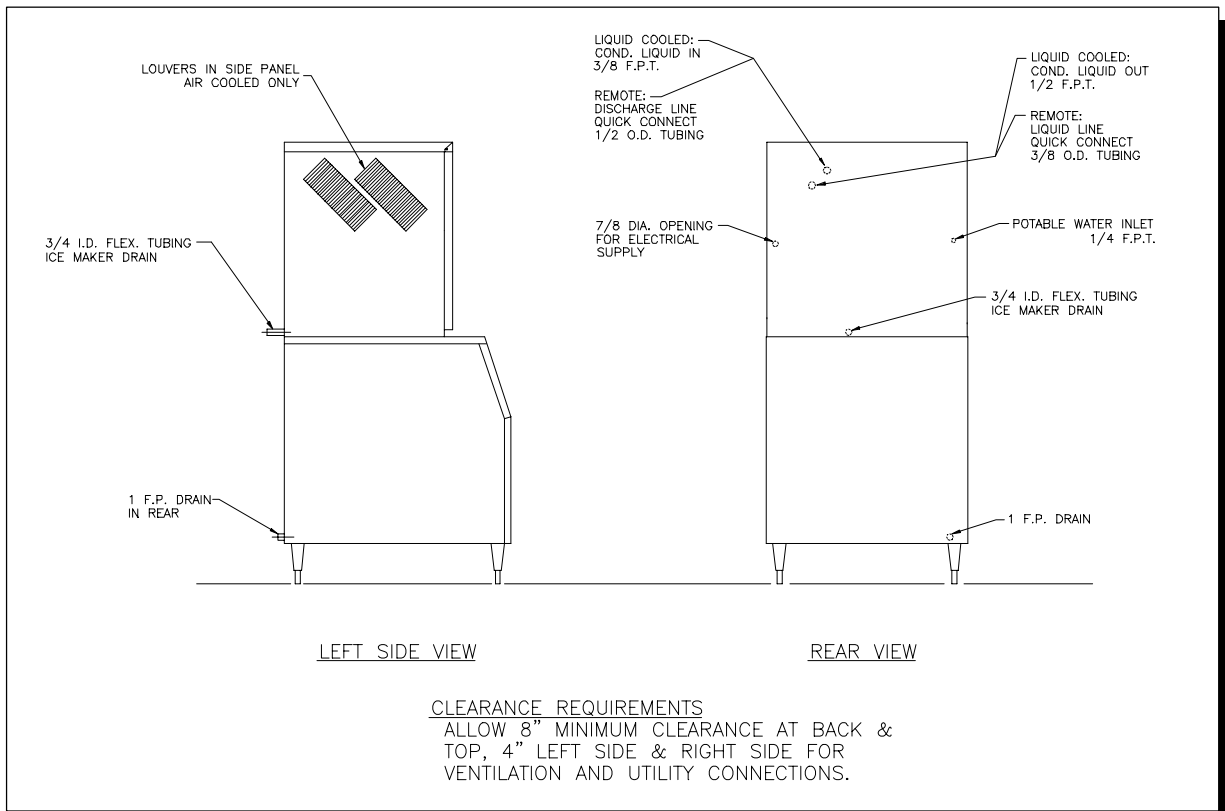 LOUVERS IN SIDE PANEL
AIR COOLED ONLY
3/4 I.D. FLEX. TUBING
ICE MAKER DRAIN
1 F.P. DRAIN
IN REAR
LEFT SIDE VIEW
LIQUID COOLED:
COND. LIQUID IN
3/8 F.P.T.
REMOTE:
DISCHARGE LINE
QUICK CONNECT
1/2 O.D. TUBING
LIQUID COOLED:
COND. LIQUID OUT
1/2 F.P.T.
REMOTE:
LIQUID LINE
QUICK CONNECT
3/8 O.D. TUBING
7/8 DIA. OPENING
FOR ELECTRICAL
SUPPLY
POTABLE WATER INLET
1/4 F.P.T.
3/4 I.D. FLEX. TUBING
ICE MAKER DRAIN
1 F.P. DRAIN
REAR VIEW
CLEARANCE REQUIREMENTS
ALLOW 8" MINIMUM CLEARANCE AT BACK &
TOP, 4" LEFT SIDE & RIGHT SIDE FOR
VENTILATION AND UTILITY CONNECTIONS.